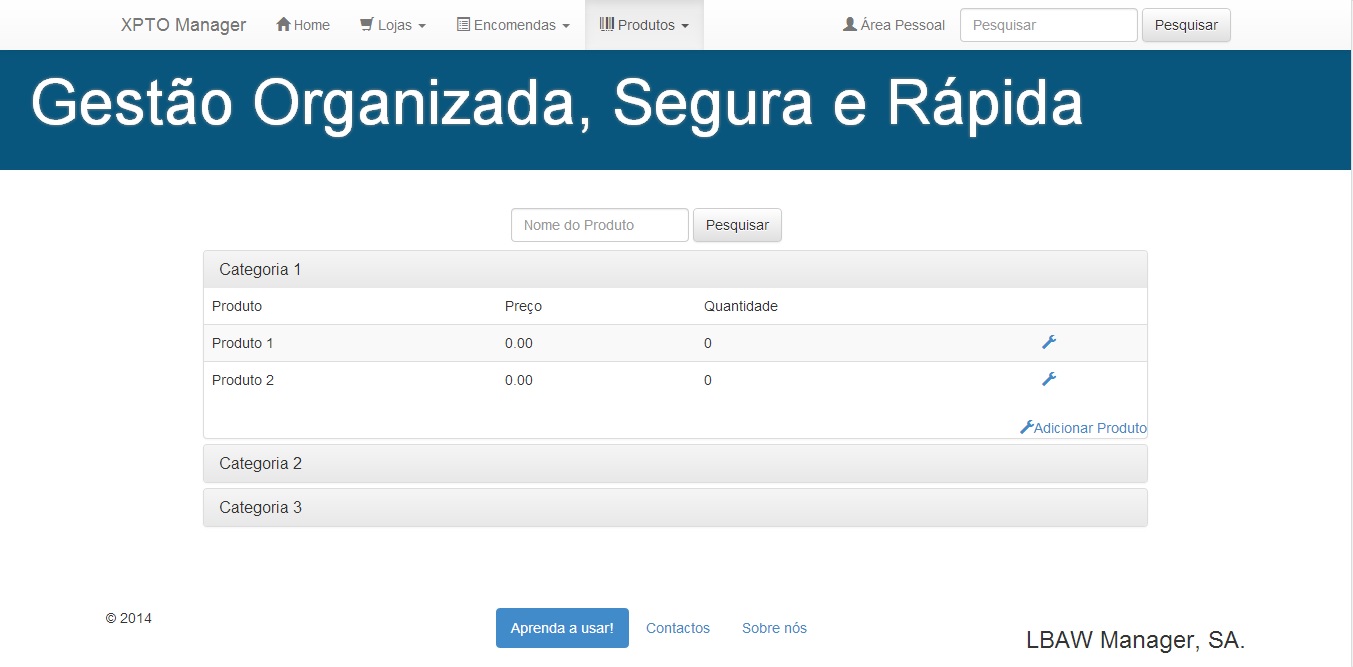 XPTO Manager Home Lojas Encomendas Produtos Área Pessoal Pesquisar Pesquisar
Gestão Organizada, Segura e Rápida
Nome do Produto Pesquisar
Categoria 1
Produto Preço Quantidade
Produto 1 0.00 0
Produto 2 0.00 0
Adicionar Produto
Categoria 2
Categoria 3
© 2014
Aprenda a usar! Contactos Sobre nós
LBAW Manager, SA.